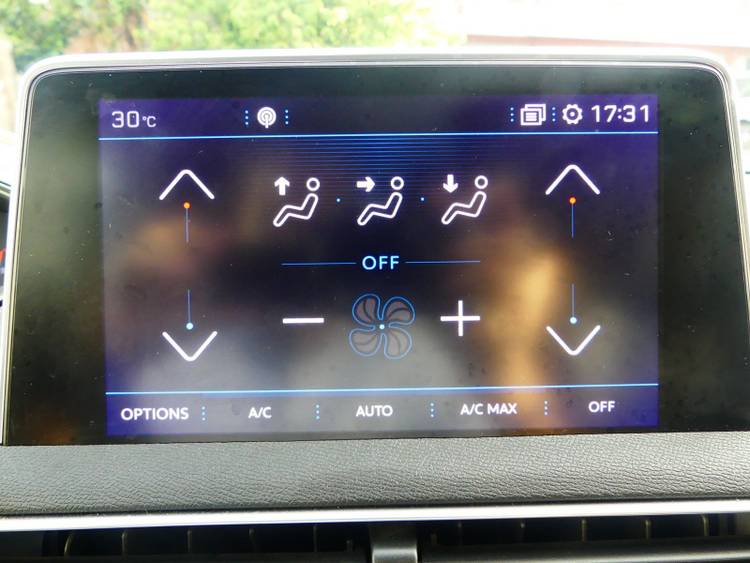 30°C 17:31
OFF
OPTIONS A/C AUTO A/C MAX OFF